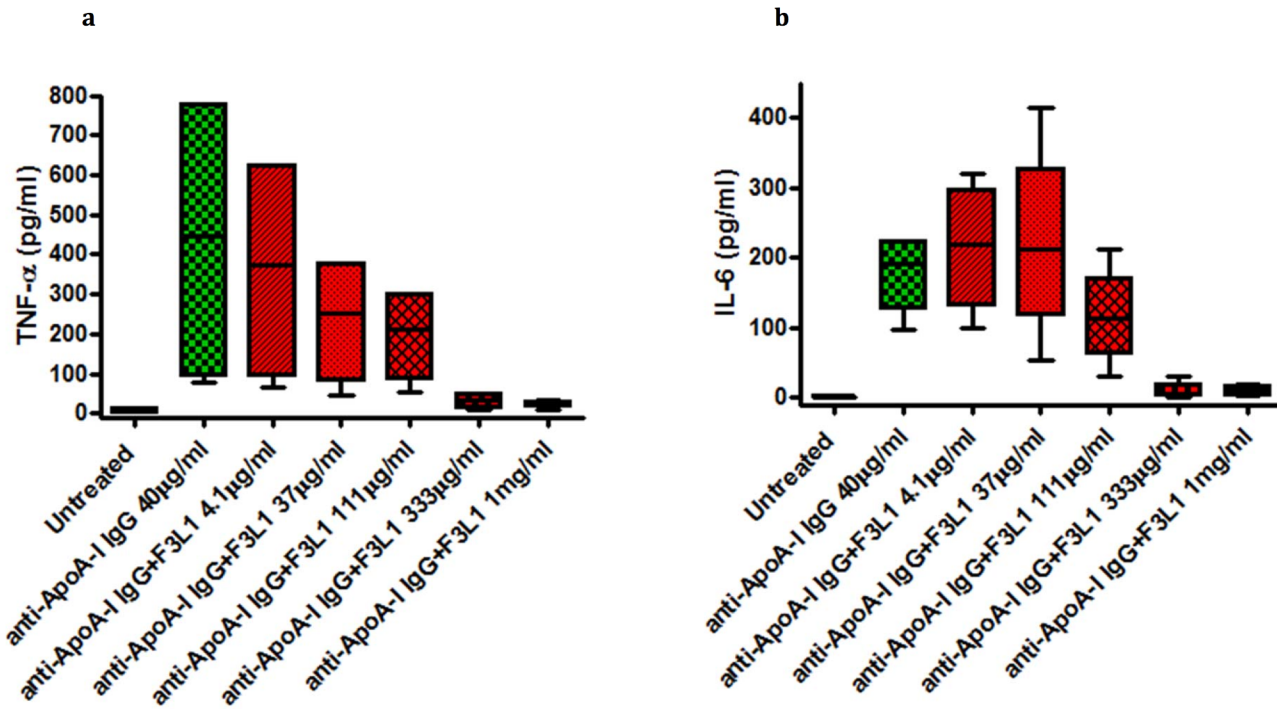 a
TNF-α (pg/ml)
800
700
600
500
400
300
200
100
0
Untreated
anti-ApoA-I IgG 40µg/ml
anti-ApoA-I IgG+F3L1 4.1µg/ml
anti-ApoA-I IgG+F3L1 37µg/ml
anti-ApoA-I IgG+F3L1 111µg/ml
anti-ApoA-I IgG+F3L1 333µg/ml
anti-ApoA-I IgG+F3L1 1mg/ml
b
IL-6 (pg/ml)
400
300
200
100
0
Untreated
anti-ApoA-I IgG 40µg/ml
anti-ApoA-I IgG+F3L1 4.1µg/ml
anti-ApoA-I IgG+F3L1 37µg/ml
anti-ApoA-I IgG+F3L1 111µg/ml
anti-ApoA-I IgG+F3L1 333µg/ml
anti-ApoA-I IgG+F3L1 1mg/ml